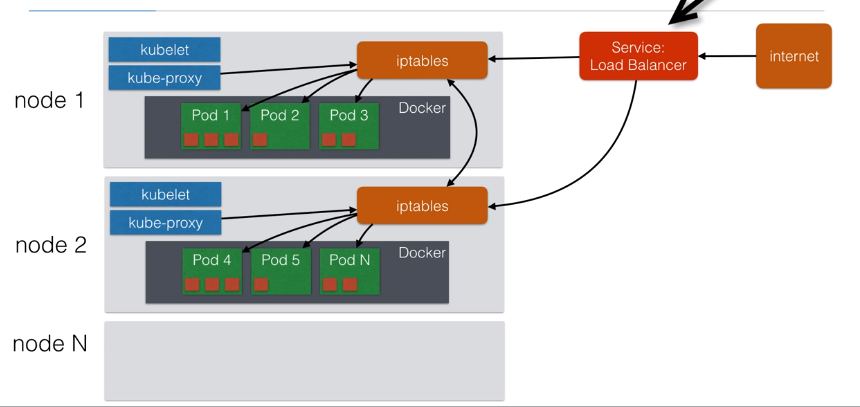 node 1
kubelet
kube-proxy
iptables
Docker
Pod 1
Pod 2
Pod 3
Service:
Load Balancer
internet
node 2
kubelet
kube-proxy
iptables
Docker
Pod 4
Pod 5
Pod N
node N